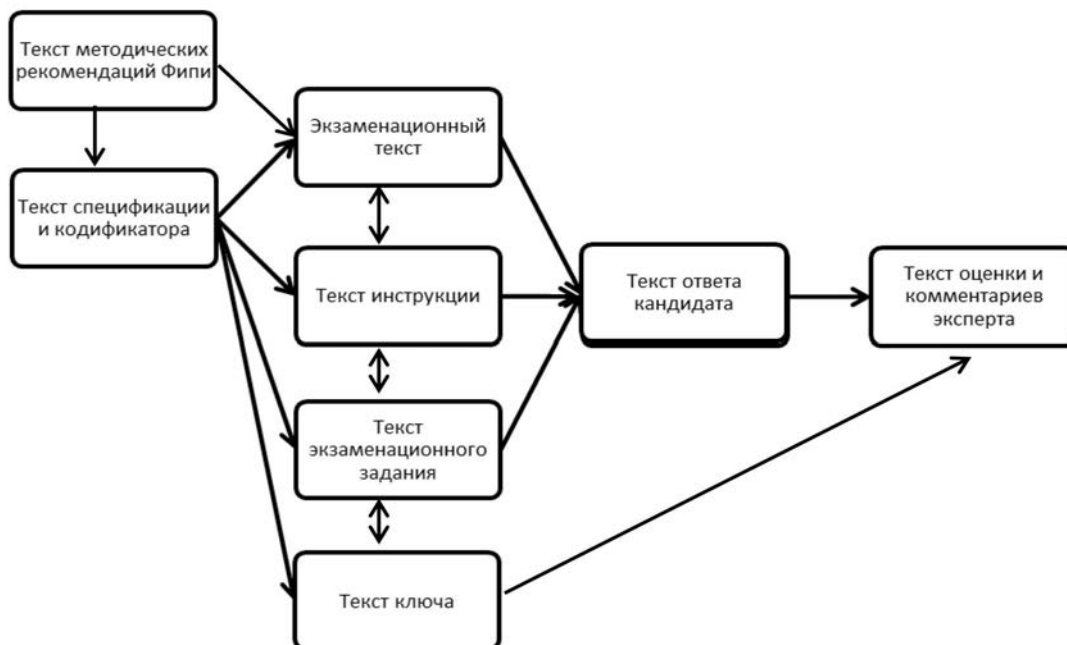 Текст методических
рекомендаций Фипи
Текст спецификации
и кодификатора
Экзаменационный
текст
Текст инструкции
Текст
экзаменационного
задания
Текст ключа
Текст ответа
кандидата
Текст оценки и
комментариев
эксперта